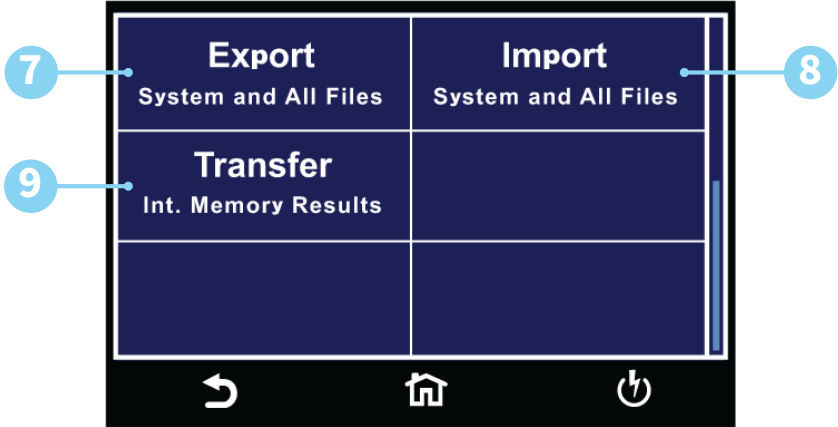 7
Export
System and All Files
Import
System and All Files
8
9
Transfer
Int. Memory Results